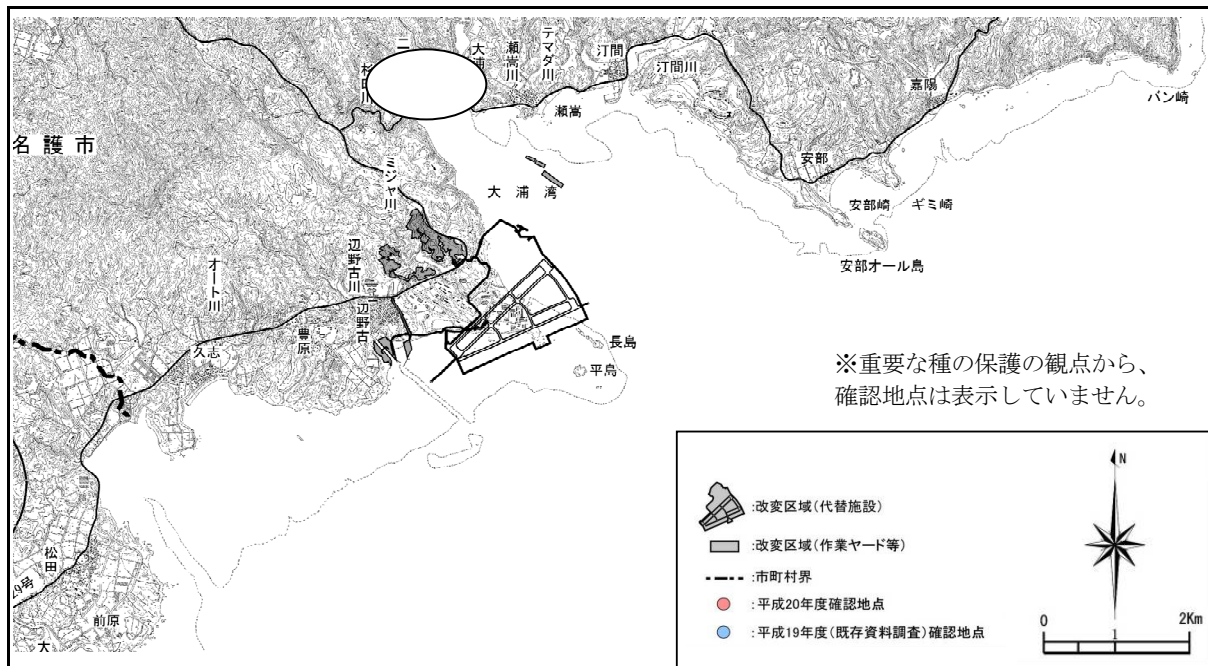 二
大浦
瀬嵩川
テマダ川
汀間
汀間川
嘉陽
バン崎
瀬嵩
名護市
ミジャ川
大浦湾
安部
安部崎
ギミ崎
安部オール島
辺野古川
オート川
辺野古
豊原
久志
長島
平島
※重要な種の保護の観点から、
確認地点は表示していません。
松田
29号
前原
大
:改変区域(代替施設)
:改変区域(作業ヤード等)
:市町村界
:平成20年度確認地点
:平成19年度(既存資料調査)確認地点
N
0 1 2Km